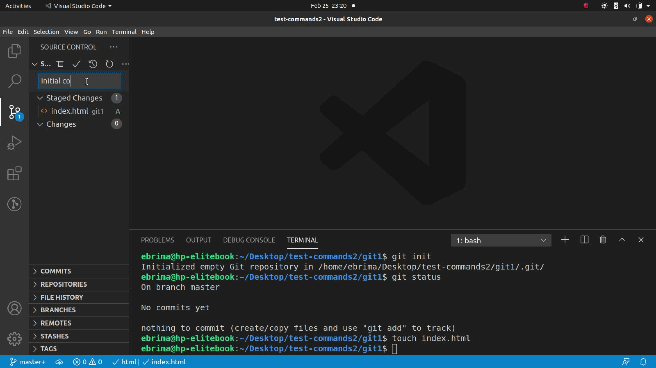 Activities Visual Studio Code Feb 25 23:20
test-commands2 - Visual Studio Code
File Edit Selection View Go Run Terminal Help
SOURCE CONTROL
S...
Initial co
Staged Changes 1
index.html git1 A
Changes 0
1
COMMITS
REPOSITORIES
FILE HISTORY
BRANCHES
REMOTES
STASHES
TAGS
PROBLEMS OUTPUT DEBUG CONSOLE TERMINAL 1: bash
ebrima@hp-elitebook:~/Desktop/test-commands2/git1$ git init
Initialized empty Git repository in /home/ebrima/Desktop/test-commands2/git1/.git/
ebrima@hp-elitebook:~/Desktop/test-commands2/git1$ git status
On branch master
No commits yet
nothing to commit (create/copy files and use "git add" to track)
ebrima@hp-elitebook:~/Desktop/test-commands2/git1$ touch index.html
ebrima@hp-elitebook:~/Desktop/test-commands2/git1$
master+ 0 0 html | index.html